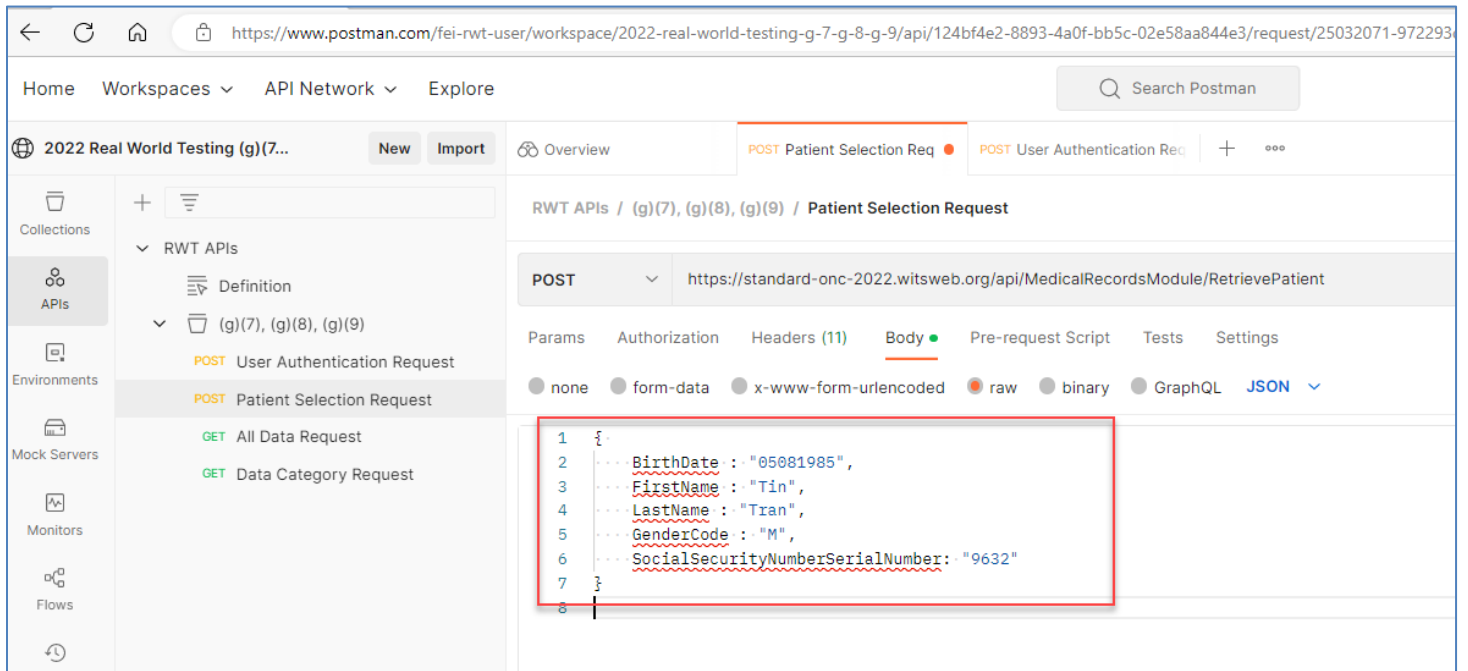 https://www.postman.com/fei-rwt-user/workspace/2022-real-world-testing-g-7-g-8-g-9/api/124bf4e2-8893-4a0f-bb5c-02e58aa844e3/request/25032071-972293
Home Workspaces API Network Explore
Search Postman
2022 Real World Testing (g)(7... New Import
Overview POST Patient Selection Req POST User Authentication Req
Collections
APIs
Environments
Mock Servers
Monitors
Flows
RWT APIs
Definition
(g)(7), (g)(8), (g)(9)
POST User Authentication Request
POST Patient Selection Request
GET All Data Request
GET Data Category Request
RWT APIs / (g)(7), (g)(8), (g)(9) / Patient Selection Request
POST https://standard-onc-2022.witsweb.org/api/MedicalRecordsModule/RetrievePatient
Params Authorization Headers (11) Body Pre-request Script Tests Settings
none form-data x-www-form-urlencoded raw binary GraphQL JSON
1 {
2 BirthDate : "05081985",
3 FirstName : "Tin",
4 LastName : "Tran",
5 GenderCode : "M",
6 SocialSecurityNumberSerialNumber: "9632"
7 }
8